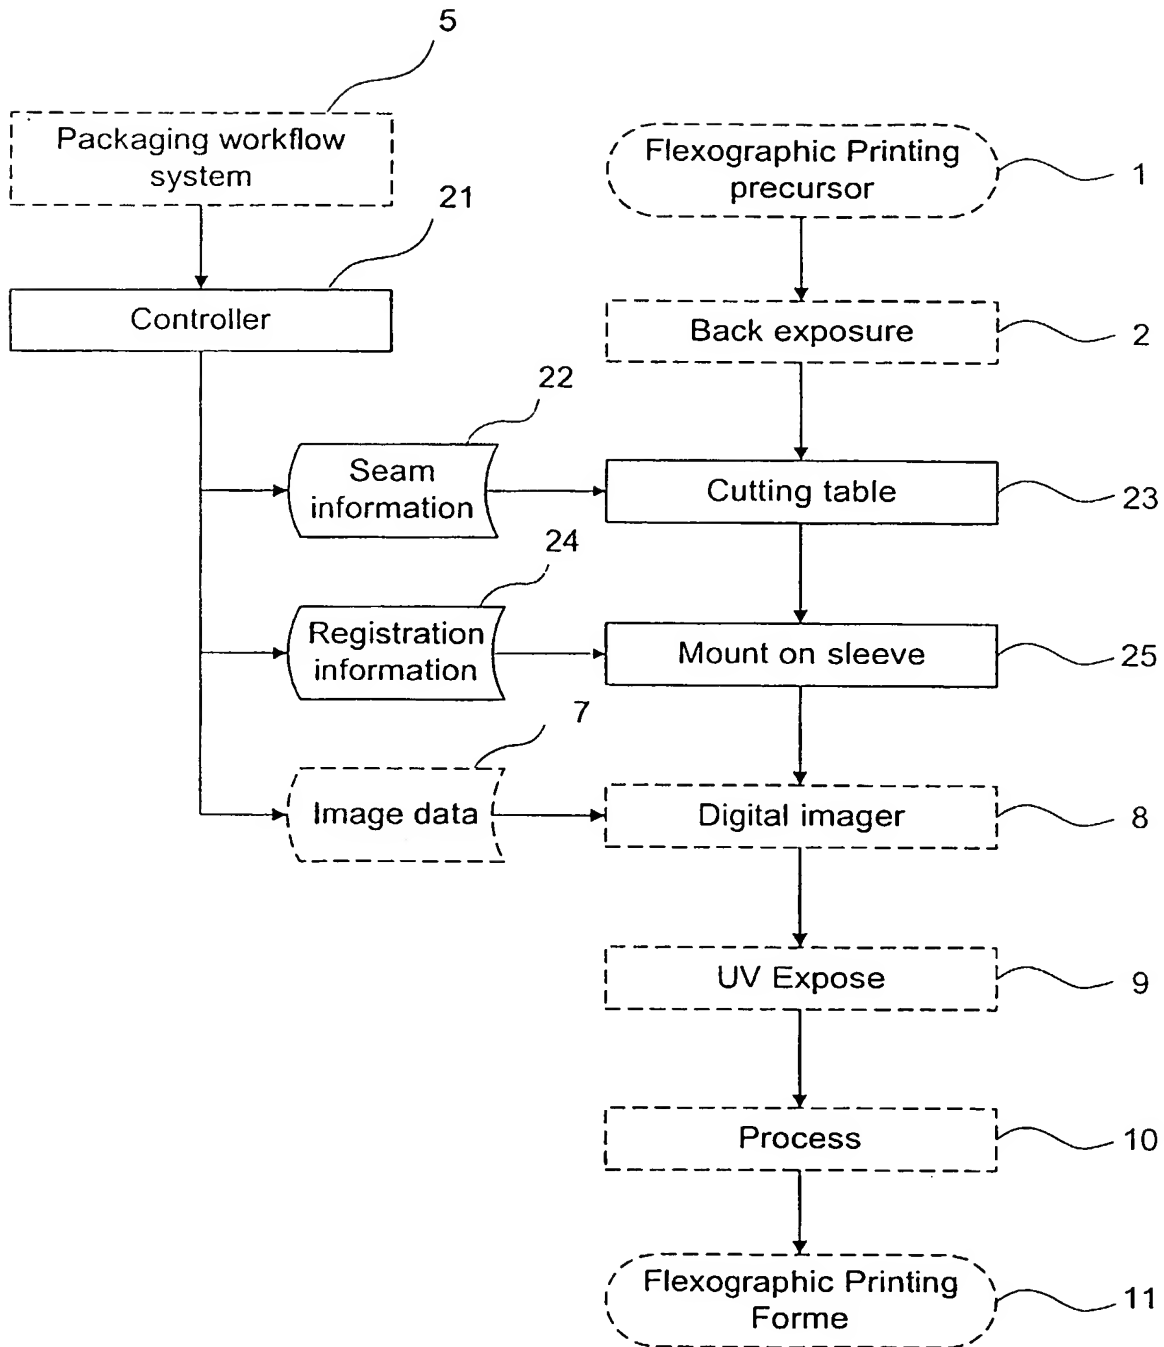 5
Packaging workflow
system
21
Controller
Flexographic Printing
precursor
1
Back exposure
2
22
Seam
information
Cutting table
23
24
Registration
information
Mount on sleeve
25
7
Image data
Digital imager
8
UV Expose
9
Process
10
Flexographic Printing
Forme
11